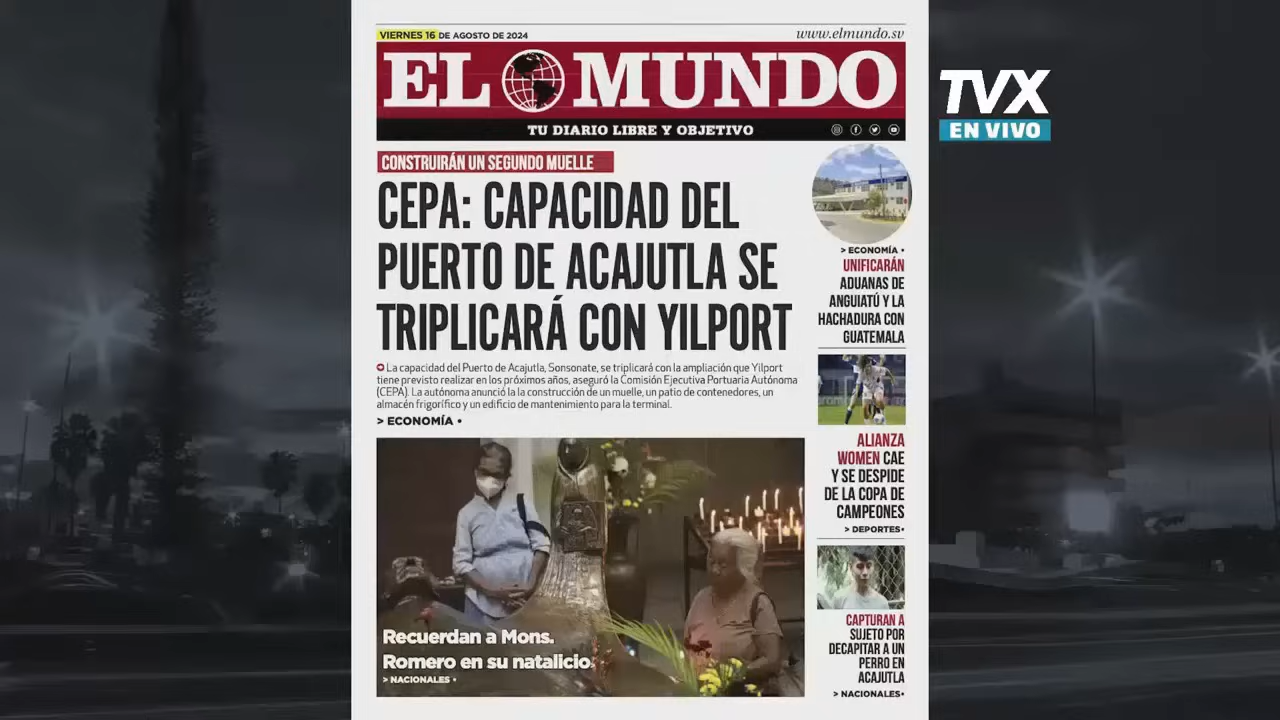 VIERNES 16 DE AGOSTO DE 2024
www.elmundo.sv
EL MUNDO
TU DIARIO LIBRE Y OBJETIVO
TVX
EN VIVO
CONSTRUIRÁN UN SEGUNDO MUELLE
CEPA: CAPACIDAD DEL
PUERTO DE ACAJUTLA SE
TRIPLICARÁ CON YILPORT
La capacidad del Puerto de Acajutla, Sonsonate, se triplicará con la ampliación que Yilport
tiene previsto realizar en los próximos años, aseguró la Comisión Ejecutiva Portuaria Autónoma
(CEPA). La autónoma anunció la la construcción de un muelle, un patio de contenedores, un
almacén frigorífico y un edificio de mantenimiento para la terminal.
> ECONOMÍA •
Recuerdan a Mons.
Romero en su natalicio
> NACIONALES •
> ECONOMÍA •
UNIFICARÁN
ADUANAS DE
ANGUIATÚ Y LA
HACHADURA CON
GUATEMALA
ALIANZA
WOMEN CAE
Y SE DESPIDE
DE LA COPA DE
CAMPEONES
> DEPORTES•
CAPTURAN A
SUJETO POR
DECAPITAR A UN
PERRO EN
ACAJUTLA
> NACIONALES•